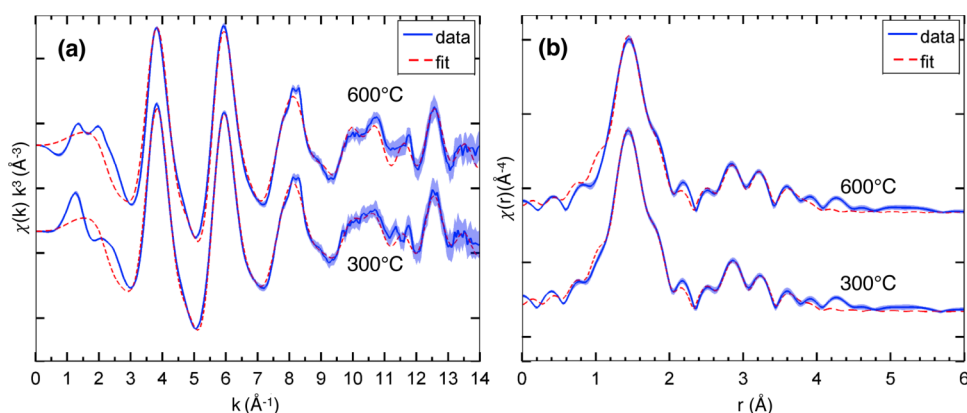 (a)
data
fit
600°C
300°C
χ(k) k³ (Å⁻³)
0 1 2 3 4 5 6 7 8 9 10 11 12 13 14
k (Å⁻¹)
(b)
data
fit
600°C
300°C
χ(r)(Å⁻⁴)
0 1 2 3 4 5 6
r (Å)